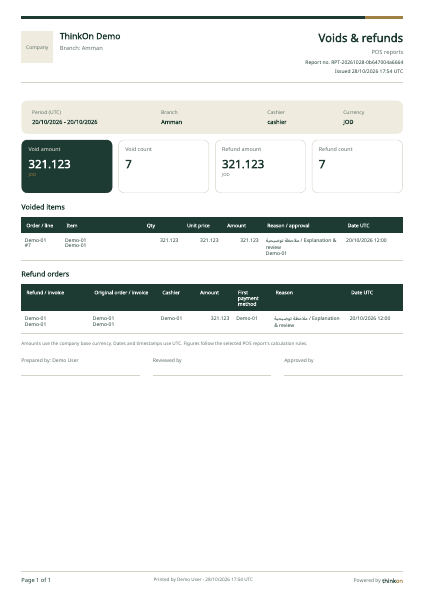 Company
ThinkOn Demo
Branch: Amman
Voids & refunds
POS reports
Report no. RPT-20261028-0b647004a6664
Issued 28/10/2026 17:54 UTC
Period (UTC) Branch Cashier Currency
20/10/2026 - 20/10/2026 Amman cashier JOD
Void amount Void count Refund amount Refund count
321.123 7 321.123 7
JOD JOD
Voided items
Order / line Item Qty Unit price Amount Reason / approval Date UTC
Demo-01 Demo-01 321.123 321.123 321.123 ملاحظة توضيحية / Explanation & 20/10/2026 12:00
#7 Demo-01 review
Demo-01
Refund orders
Refund / invoice Original order / invoice Cashier Amount First payment method Reason Date UTC
Demo-01 Demo-01 Demo-01 321.123 Demo-01 ملاحظة توضيحية / Explanation 20/10/2026 12:00
Demo-01 Demo-01 & review
Amounts use the company base currency. Dates and timestamps use UTC. Figures follow the selected POS report's calculation rules.
Prepared by: Demo User Reviewed by Approved by
Page 1 of 1 Printed by Demo User - 28/10/2026 17:54 UTC Powered by thinkon